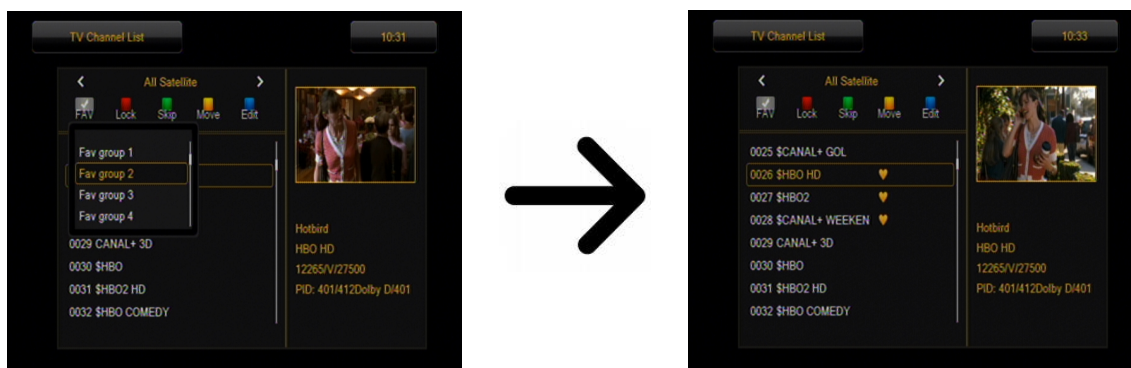 TV Channel List
10:31
All Satellite
FAV Lock Skip Move Edit
Fav group 1
Fav group 2
Fav group 3
Fav group 4
0029 CANAL+ 3D
0030 $HBO
0031 $HBO2 HD
0032 $HBO COMEDY
Hotbird
HBO HD
12265/V/27500
PID: 401/412Dolby D/401
TV Channel List
10:33
All Satellite
FAV Lock Skip Move Edit
0025 $CANAL+ GOL
0026 $HBO HD
0027 $HBO2
0028 $CANAL+ WEEKEN
0029 CANAL+ 3D
0030 $HBO
0031 $HBO2 HD
0032 $HBO COMEDY
Hotbird
HBO HD
12265/V/27500
PID: 401/412Dolby D/401